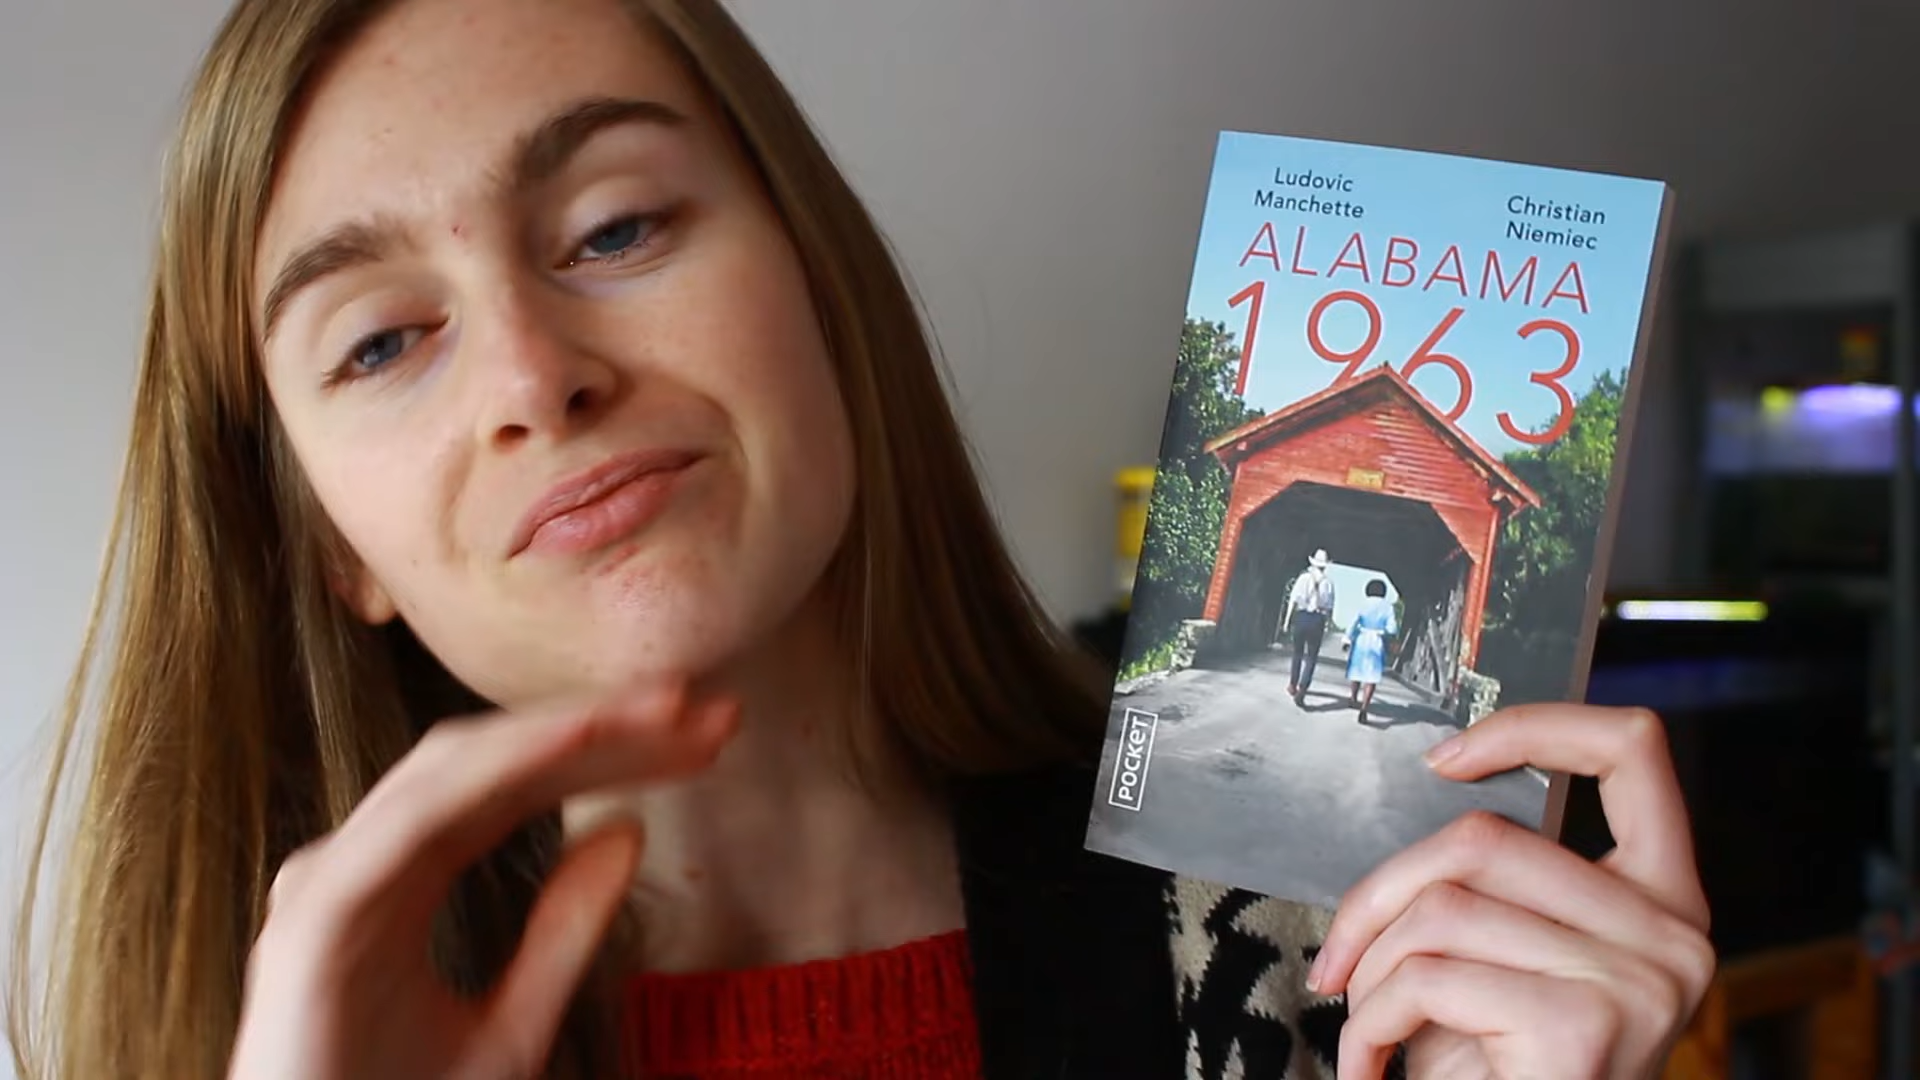 Ludovic
Manchette
Christian
Niemiec
ALABAMA
1963
POCKET